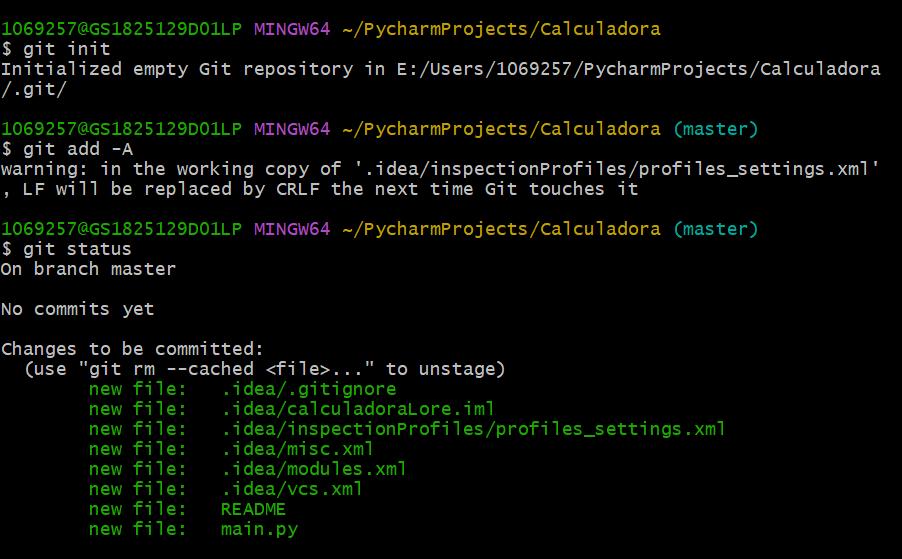 1069257@GS1825129D01LP MINGW64 ~/PycharmProjects/Calculadora
$ git init
Initialized empty Git repository in E:/Users/1069257/PycharmProjects/Calculadora
/.git/
1069257@GS1825129D01LP MINGW64 ~/PycharmProjects/Calculadora (master)
$ git add -A
warning: in the working copy of '.idea/inspectionProfiles/profiles_settings.xml'
, LF will be replaced by CRLF the next time Git touches it
1069257@GS1825129D01LP MINGW64 ~/PycharmProjects/Calculadora (master)
$ git status
On branch master
No commits yet
Changes to be committed:
  (use "git rm --cached <file>..." to unstage)
        new file:   .idea/.gitignore
        new file:   .idea/calculadoraLore.iml
        new file:   .idea/inspectionProfiles/profiles_settings.xml
        new file:   .idea/misc.xml
        new file:   .idea/modules.xml
        new file:   .idea/vcs.xml
        new file:   README
        new file:   main.py